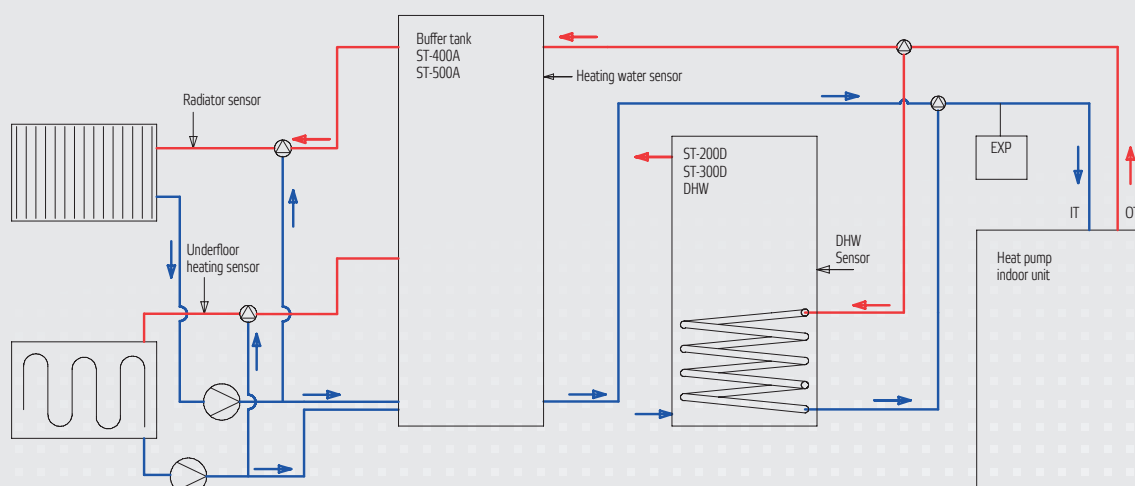 Buffer tank
ST-400A
ST-500A
Heating water sensor
Radiator sensor
ST-200D
ST-300D
DHW
EXP
IT
OT
Underfloor
heating sensor
DHW
Sensor
Heat pump
indoor unit